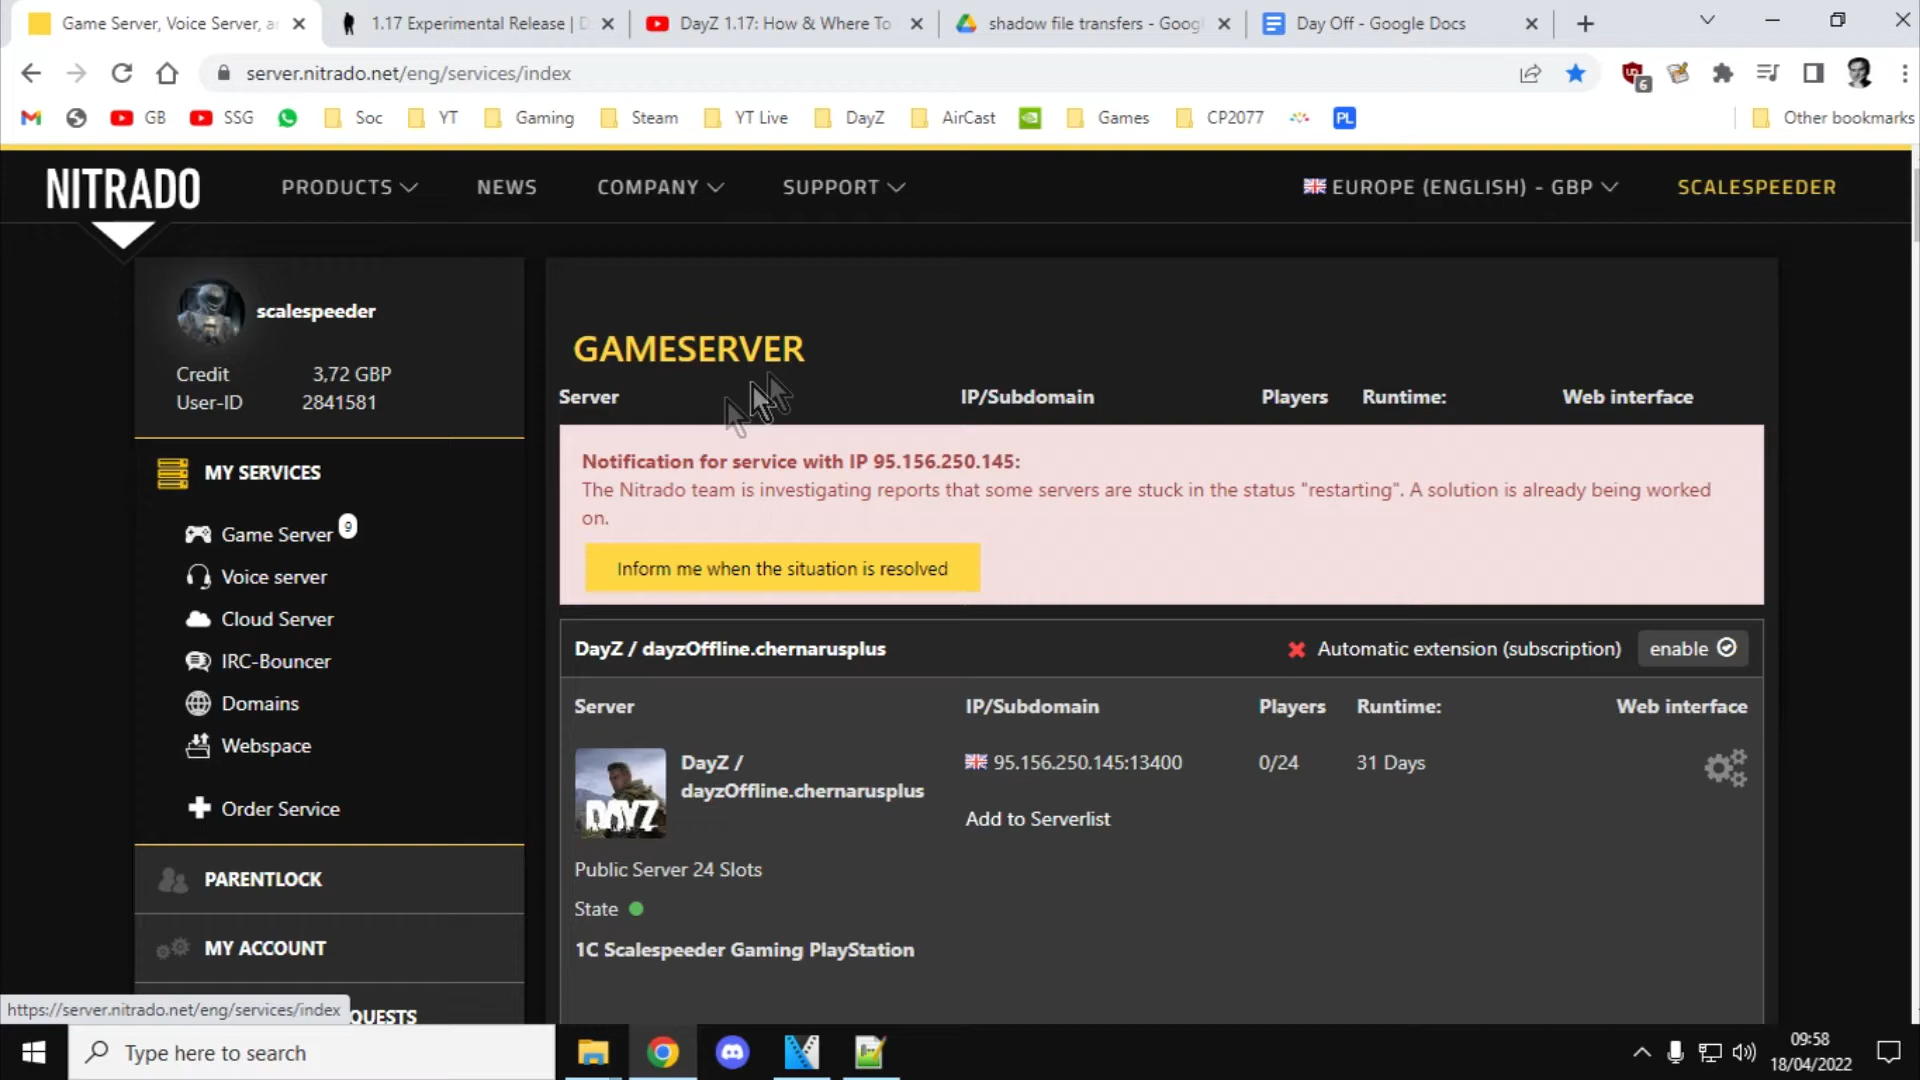 Game Server, Voice Server, a
1.17 Experimental Release | D
DayZ 1.17: How & Where To
shadow file transfers - Goog
Day Off - Google Docs
server.nitrado.net/eng/services/index
6
GB
SSG
Soc
YT
Gaming
Steam
YT Live
DayZ
AirCast
Games
CP2077
PL
Other bookmarks
NITRADO
PRODUCTS
NEWS
COMPANY
SUPPORT
EUROPE (ENGLISH) - GBP
SCALESPEEDER
scalespeeder
Credit 3,72 GBP
User-ID 2841581
MY SERVICES
Game Server 9
Voice server
Cloud Server
IRC-Bouncer
Domains
Webspace
Order Service
PARENTLOCK
MY ACCOUNT
QUESTS
GAMESERVER
Server IP/Subdomain Players Runtime: Web interface
Notification for service with IP 95.156.250.145:
The Nitrado team is investigating reports that some servers are stuck in the status "restarting". A solution is already being worked
on.
Inform me when the situation is resolved
DayZ / dayzOffline.chernarusplus
Automatic extension (subscription)
enable
Server IP/Subdomain Players Runtime: Web interface
DAYZ
DayZ /
dayzOffline.chernarusplus
95.156.250.145:13400
0/24
31 Days
Add to Serverlist
Public Server 24 Slots
State
1C Scalespeeder Gaming PlayStation
https://server.nitrado.net/eng/services/index
Type here to search
09:58
18/04/2022